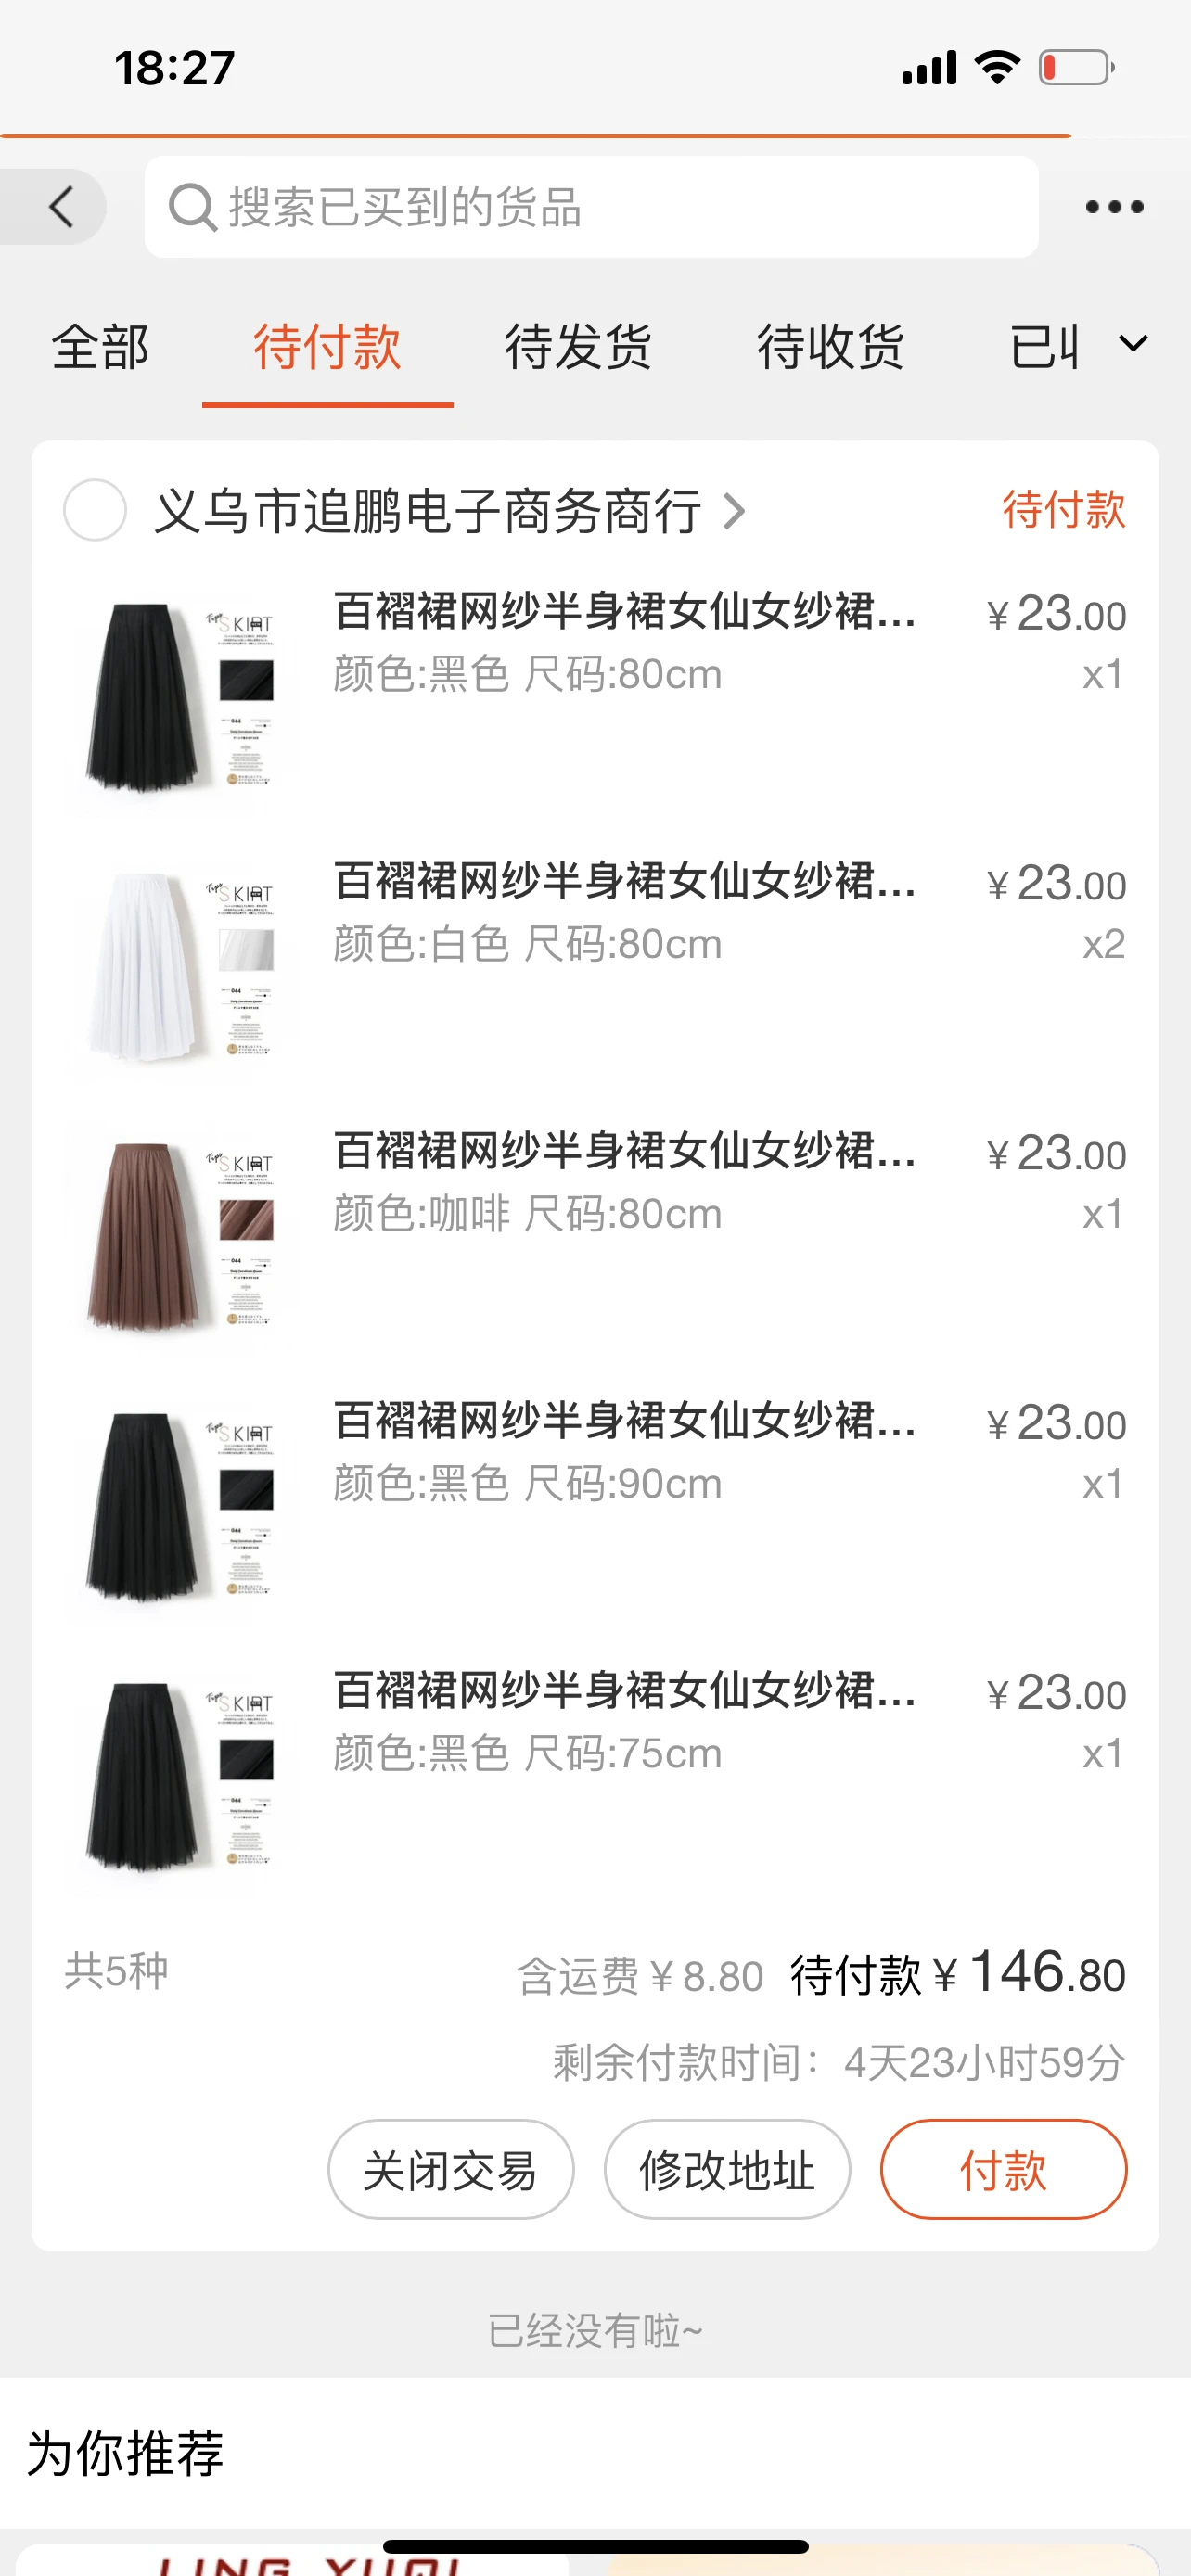 18:27
搜索已买到的货品
全部 待付款 待发货 待收货
义乌市追鹏电子商务商行 待付款
百褶裙网纱半身裙女仙女纱裙... ¥23.00
颜色:黑色 尺码:80cm x1
百褶裙网纱半身裙女仙女纱裙... ¥23.00
颜色:白色 尺码:80cm x2
百褶裙网纱半身裙女仙女纱裙... ¥23.00
颜色:咖啡 尺码:80cm x1
百褶裙网纱半身裙女仙女纱裙... ¥23.00
颜色:黑色 尺码:90cm x1
百褶裙网纱半身裙女仙女纱裙... ¥23.00
颜色:黑色 尺码:75cm x1
共5种 含运费¥8.80 待付款¥146.80
剩余付款时间：4天23小时59分
关闭交易 修改地址 付款
已经没有啦~
为你推荐
LING YUQI